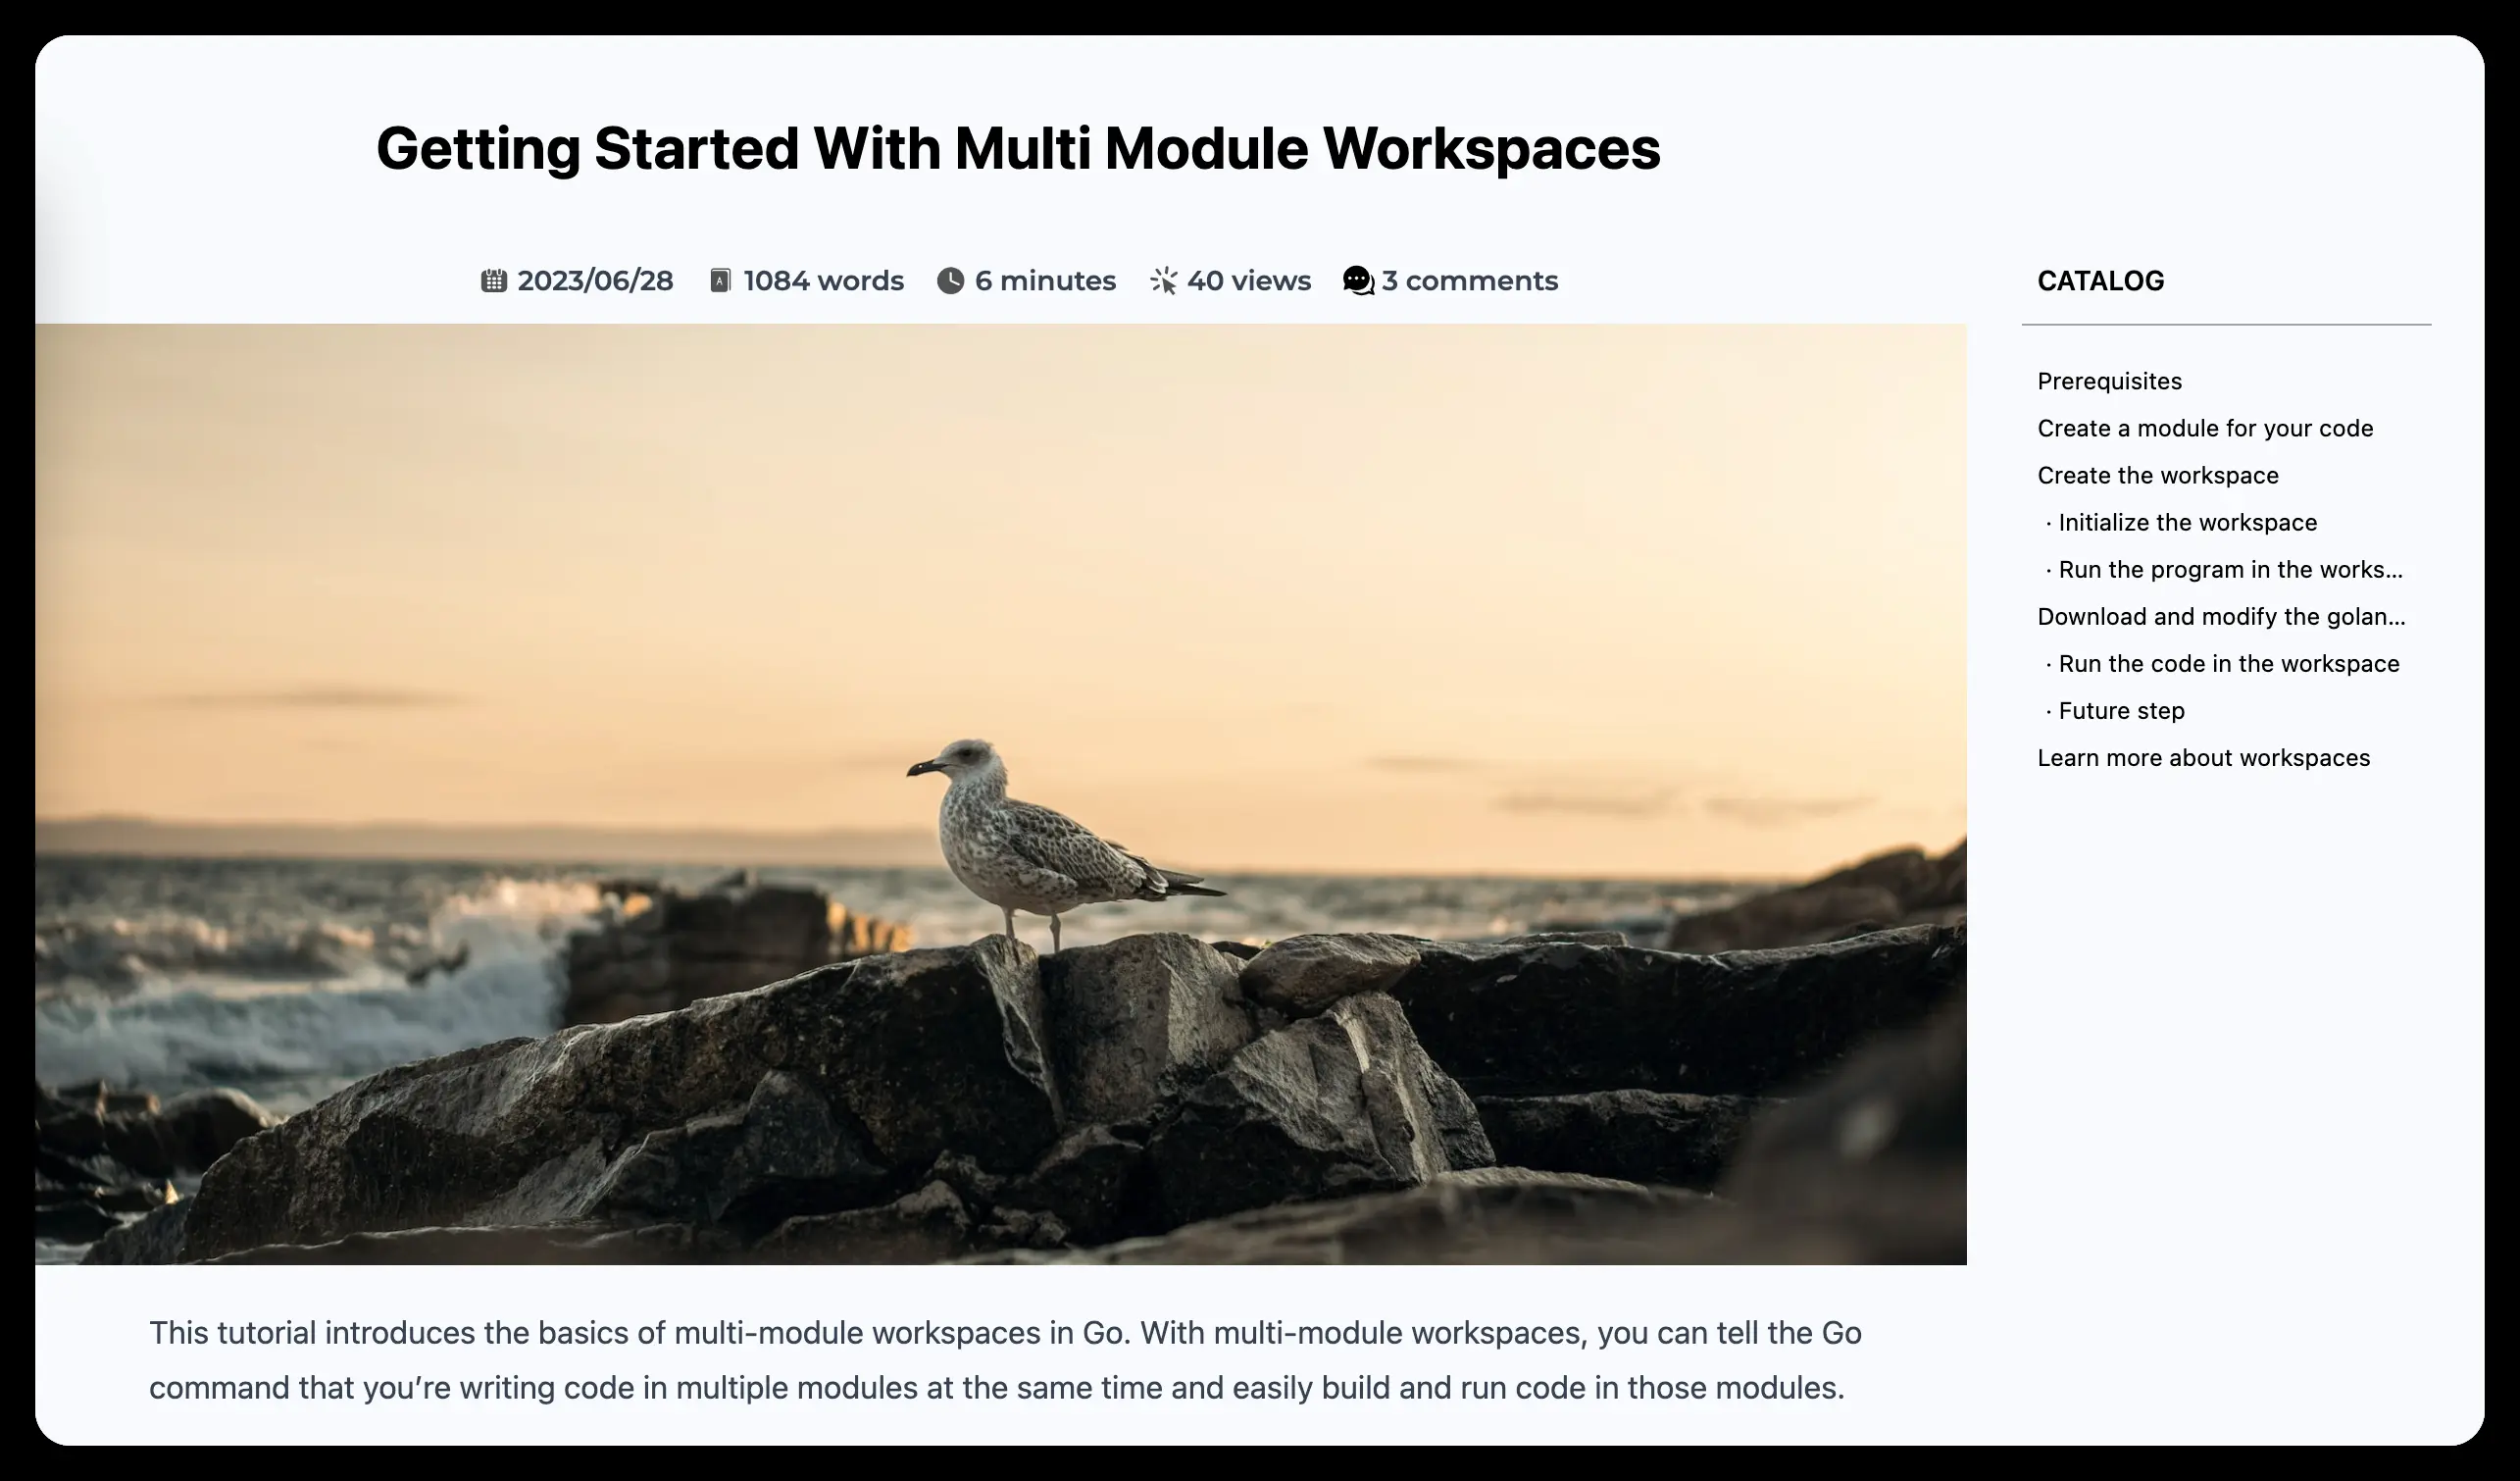 Getting Started With Multi Module Workspaces
2023/06/28 1084 words 6 minutes 40 views 3 comments
This tutorial introduces the basics of multi-module workspaces in Go. With multi-module workspaces, you can tell the Go
command that you’re writing code in multiple modules at the same time and easily build and run code in those modules.
CATALOG
Prerequisites
Create a module for your code
Create the workspace
· Initialize the workspace
· Run the program in the works...
Download and modify the golan...
· Run the code in the workspace
· Future step
Learn more about workspaces